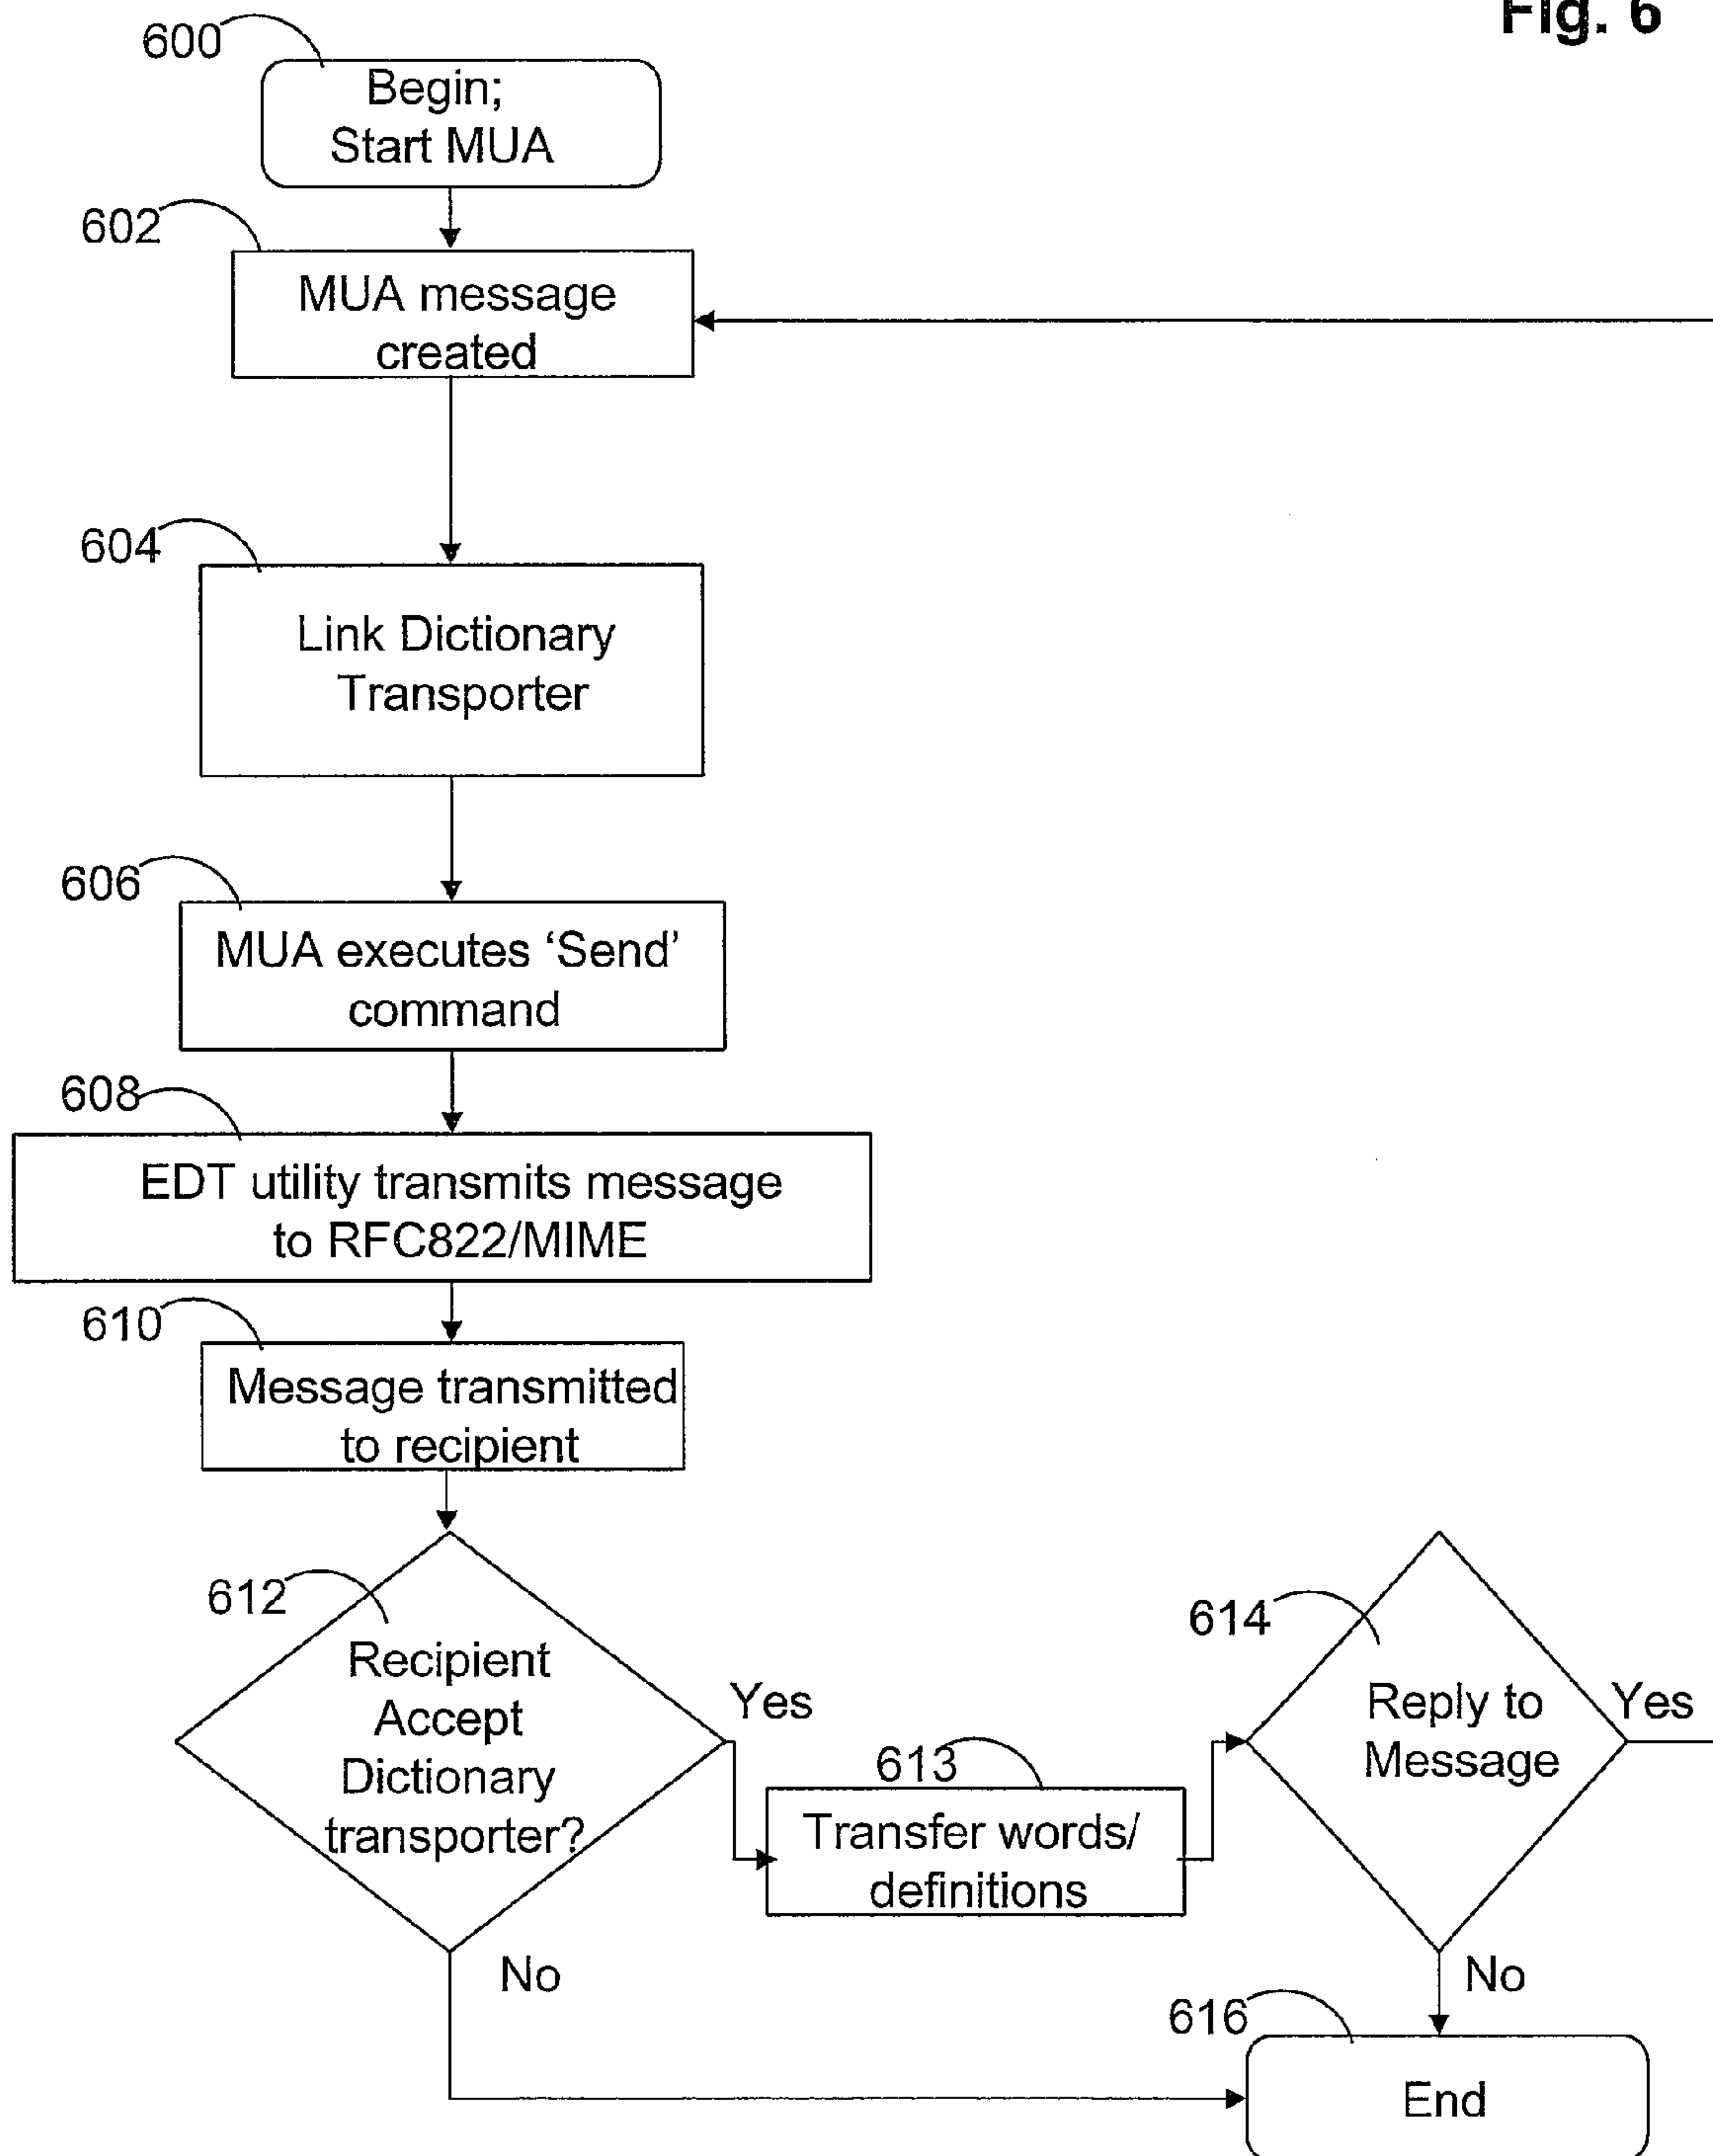 Fig. 6
600
Begin;
Start MUA
602
MUA message
created
604
Link Dictionary
Transporter
606
MUA executes ‘Send’
command
608
EDT utility transmits message
to RFC822/MIME
610
Message transmitted
to recipient
612
Recipient
Accept
Dictionary
transporter?
Yes
No
613
Transfer words/
definitions
614
Reply to
Message
Yes
No
616
End